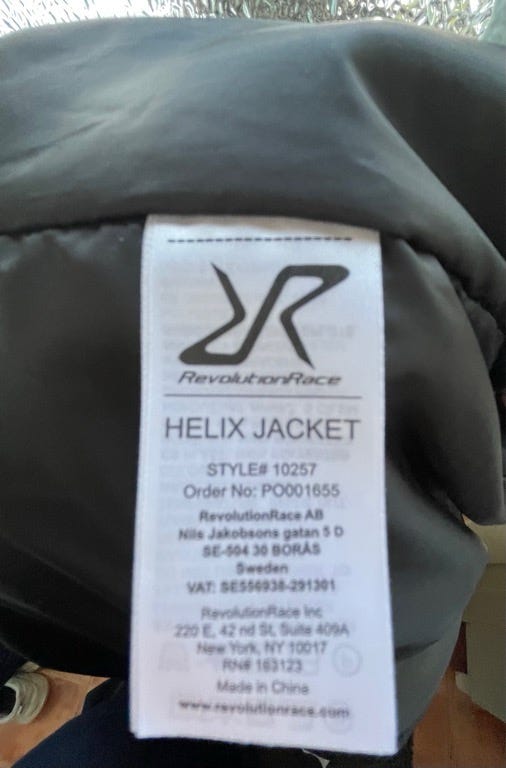 RevolutionRace
HELIX JACKET
STYLE# 10257
Order No: PO001655
RevolutionRace AB
Nils Jakobsons gatan 5 D
SE-504 30 BORÅS
Sweden
VAT: SE556938-291301
RevolutionRace Inc
220 E, 42 nd St, Suite 409A
New York, NY 10017
RN# 163123
Made in China
www.revolutionrace.com